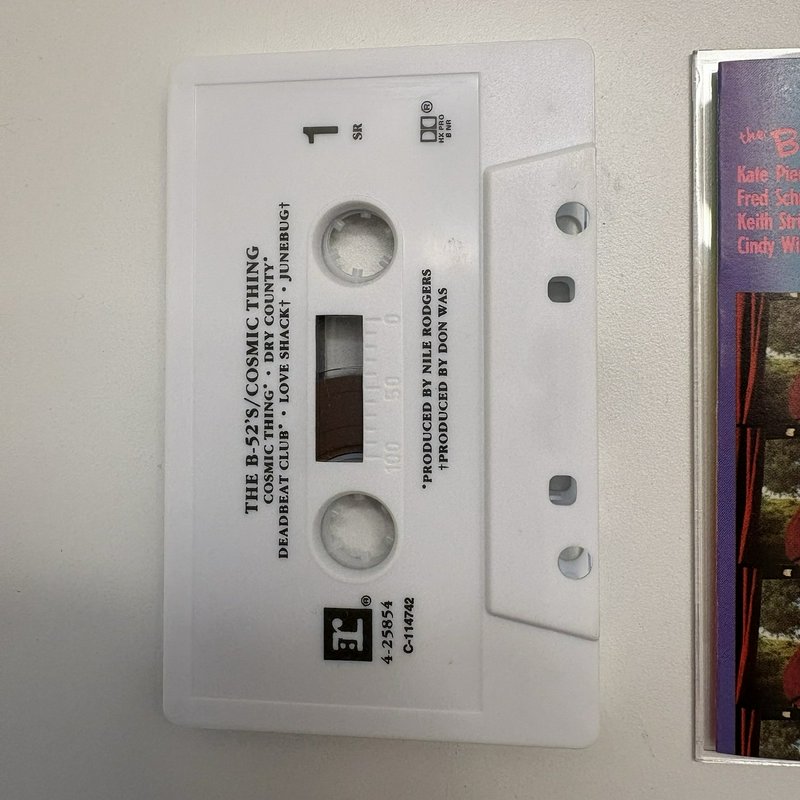 1
SR
HX PRO
B NR
THE B-52'S/COSMIC THING
COSMIC THING* • DRY COUNTY*
DEADBEAT CLUB* • LOVE SHACK† • JUNEBUG†
0
50
100
*PRODUCED BY NILE RODGERS
†PRODUCED BY DON WAS
r
®
4-25854
C-114742
®
the B
Kate Pie
Fred Sch
Keith Str
Cindy Wi